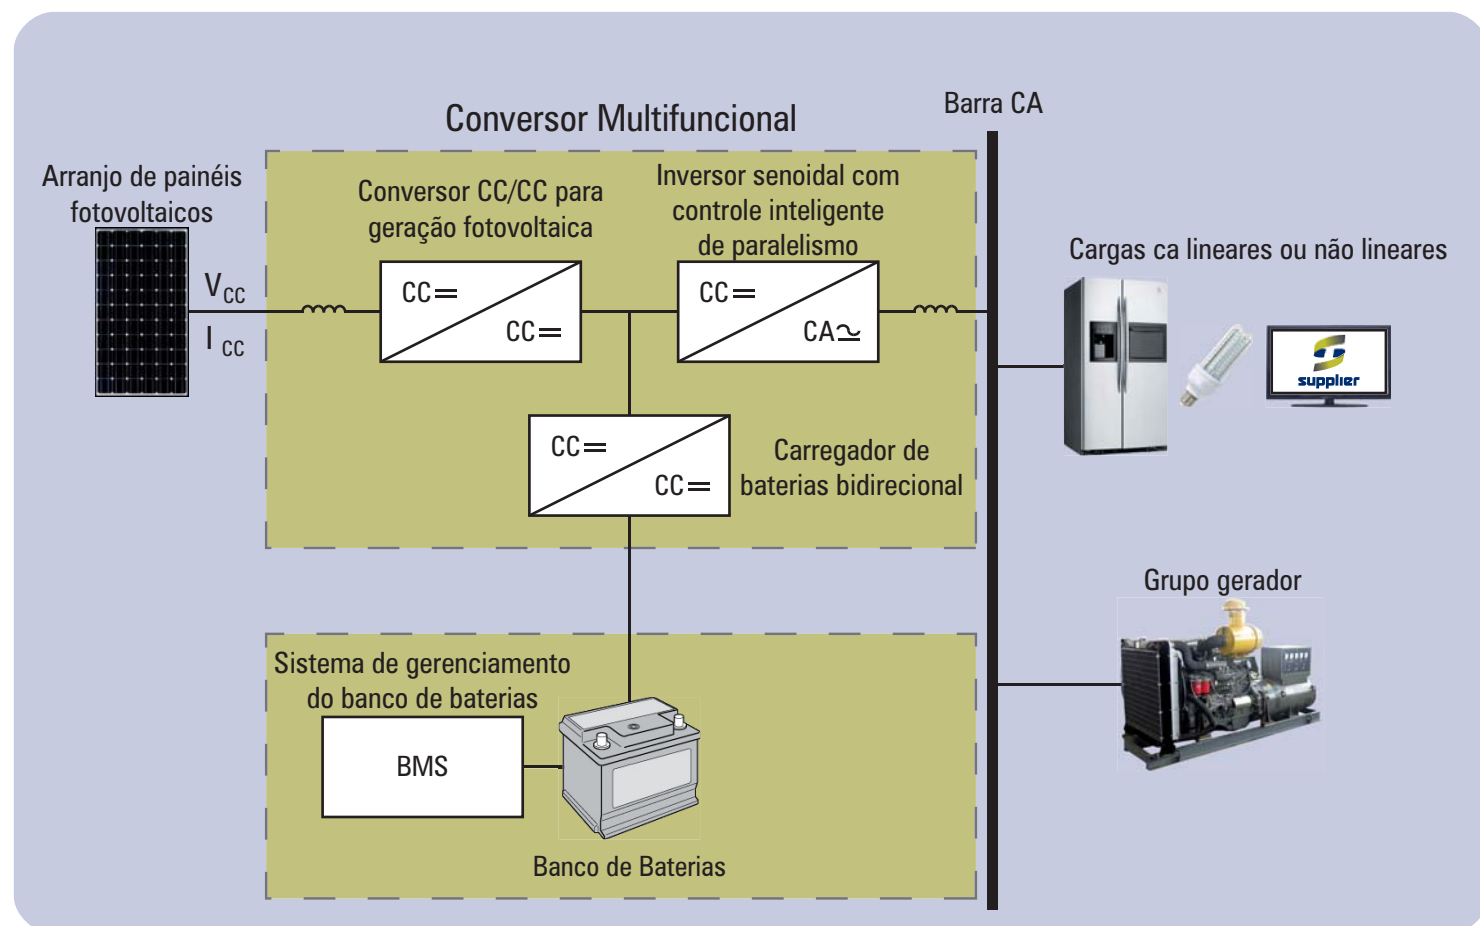 Conversor Multifuncional
Barra CA
Arranjo de painéis
fotovoltaicos
V CC
I CC
Conversor CC/CC para
geração fotovoltaica
CC=
CC=
Inversor senoidal com
controle inteligente
de paralelismo
CC=
CA≃
Cargas ca lineares ou não lineares
supplier
CC=
CC=
Carregador de
baterias bidirecional
Grupo gerador
Sistema de gerenciamento
do banco de baterias
BMS
Banco de Baterias